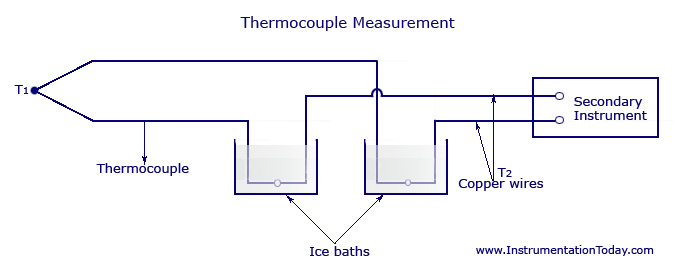 Thermocouple Measurement
T1
Secondary
Instrument
Thermocouple
T2
Copper wires
Ice baths
www.InstrumentationToday.com